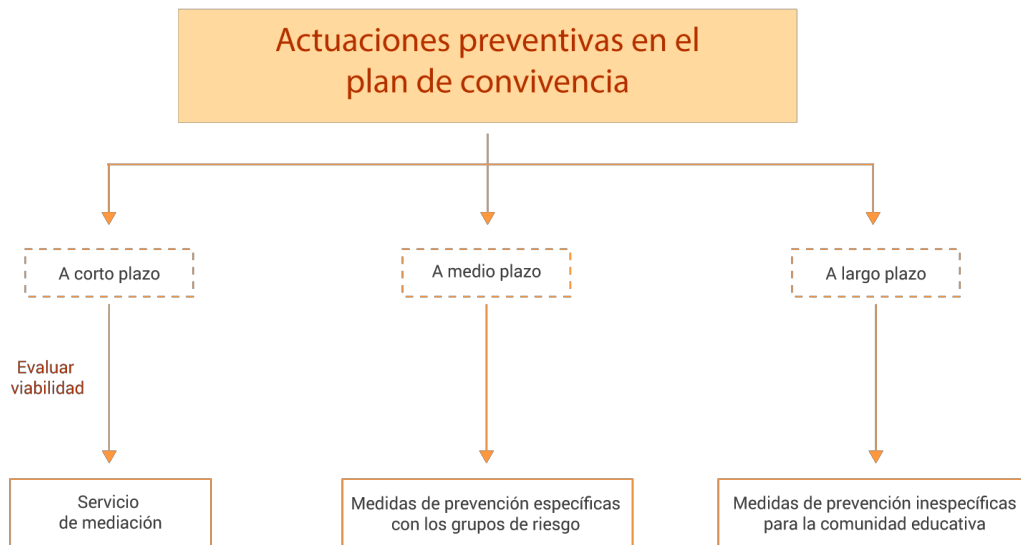 Actuaciones preventivas en el
plan de convivencia
A corto plazo
A medio plazo
A largo plazo
Evaluar
viabilidad
Servicio
de mediación
Medidas de prevención específicas
con los grupos de riesgo
Medidas de prevención inespecíficas
para la comunidad educativa